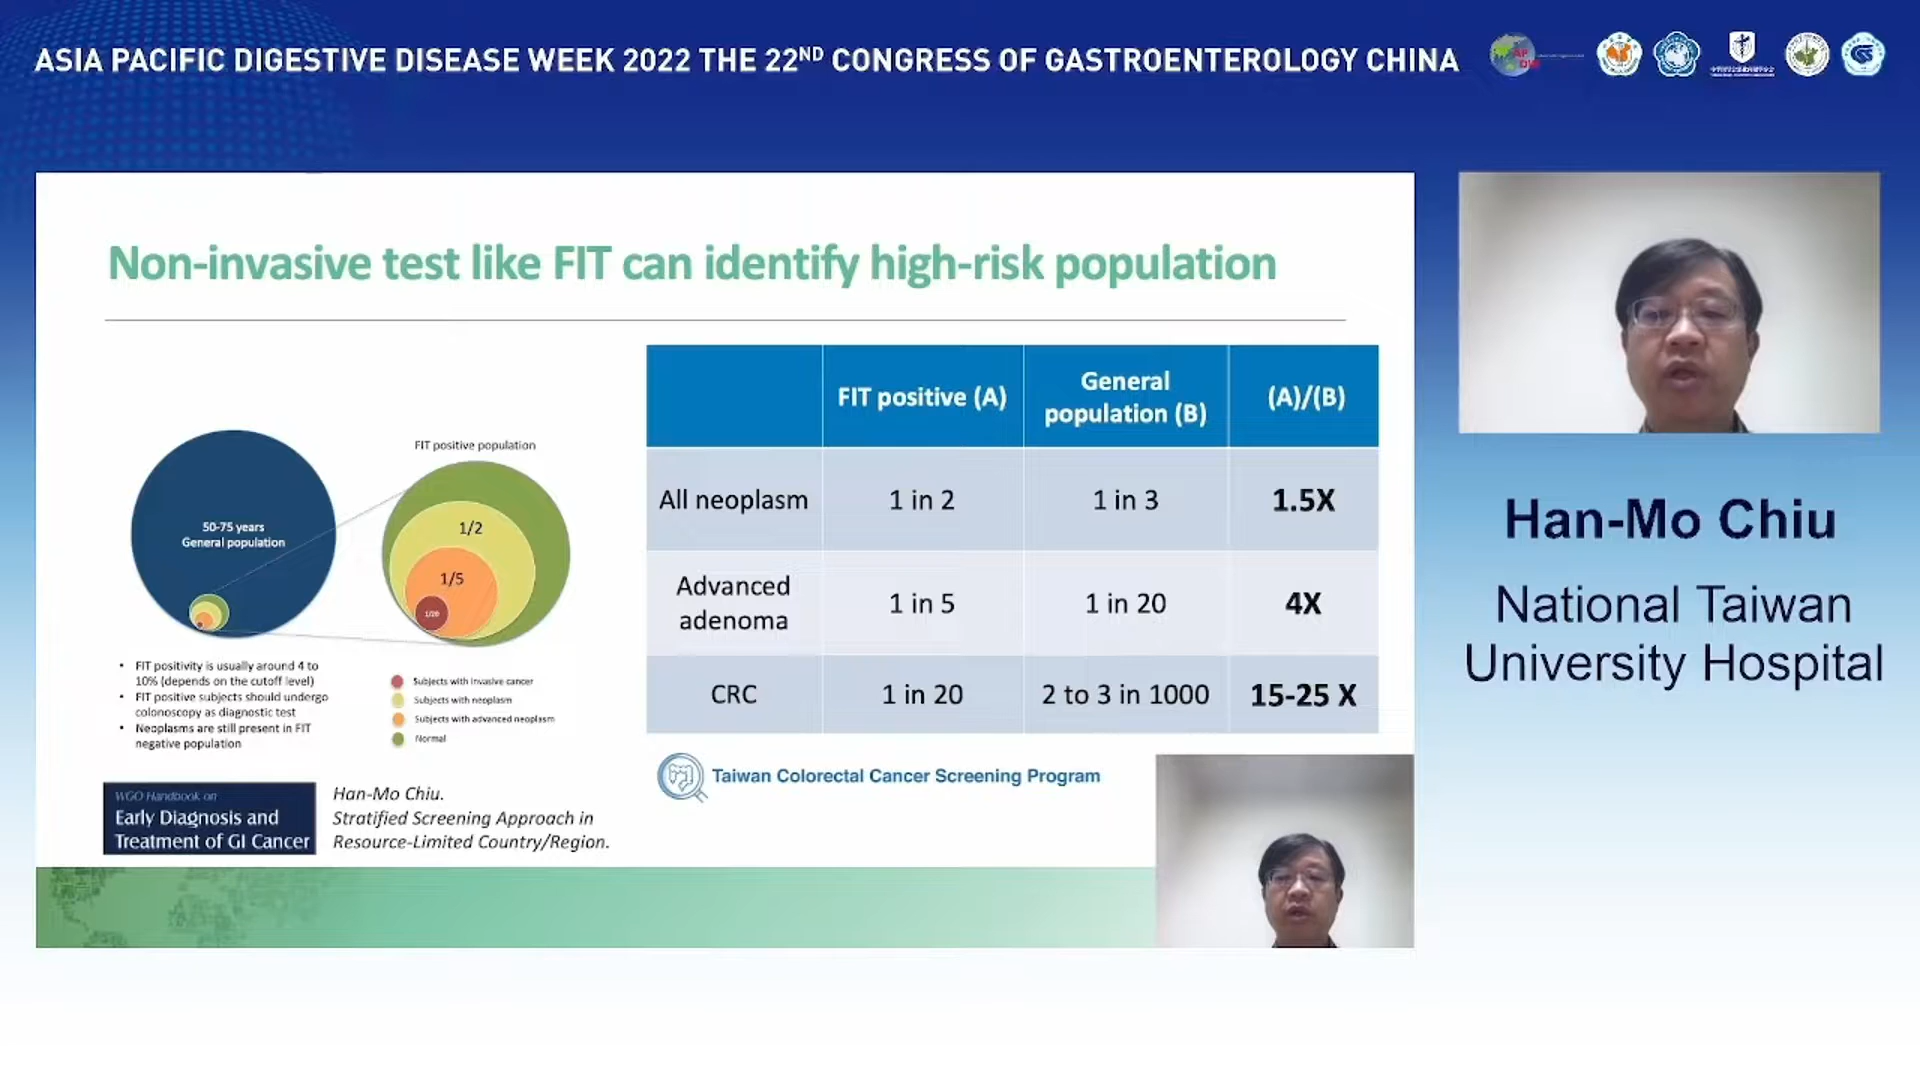 ASIA PACIFIC DIGESTIVE DISEASE WEEK 2022 THE 22ND CONGRESS OF GASTROENTEROLOGY CHINA
Non-invasive test like FIT can identify high-risk population
50-75 years
General population
FIT positive population
1/2
1/5
1/20
• FIT positivity is usually around 4 to
10% (depends on the cutoff level)
• FIT positive subjects should undergo
colonoscopy as diagnostic test
• Neoplasms are still present in FIT
negative population
Subjects with invasive cancer
Subjects with neoplasm
Subjects with advanced neoplasm
Normal
FIT positive (A) General population (B) (A)/(B)
All neoplasm 1 in 2 1 in 3 1.5X
Advanced adenoma 1 in 5 1 in 20 4X
CRC 1 in 20 2 to 3 in 1000 15-25 X
Taiwan Colorectal Cancer Screening Program
WGO Handbook on
Early Diagnosis and
Treatment of GI Cancer
Han-Mo Chiu.
Stratified Screening Approach in
Resource-Limited Country/Region.
Han-Mo Chiu
National Taiwan
University Hospital